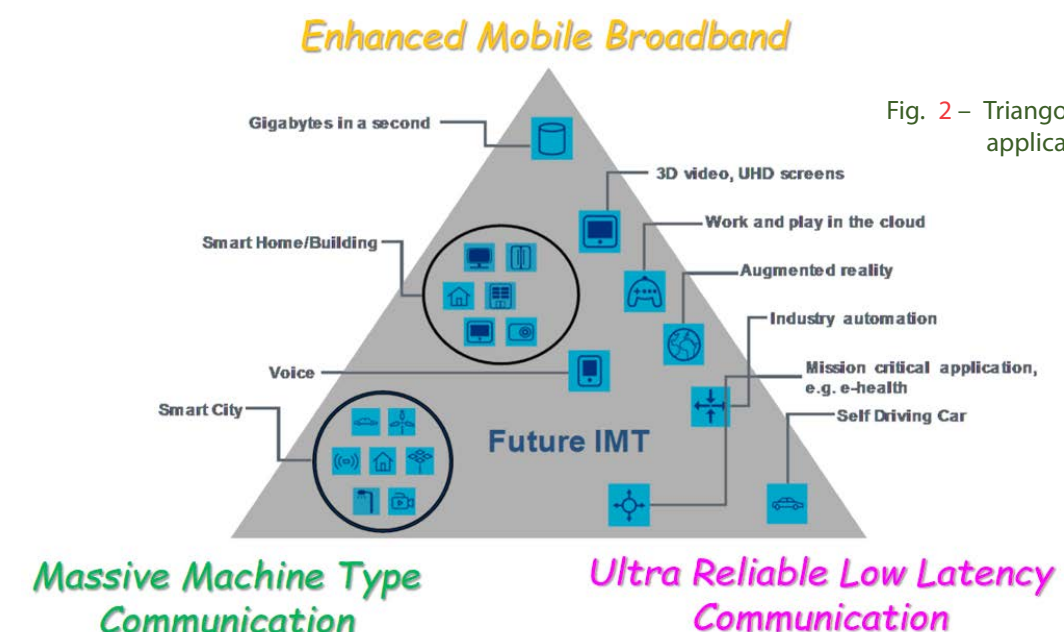 Enhanced Mobile Broadband
Fig. 2 – Triango
applica
Gigabytes in a second
3D video, UHD screens
Work and play in the cloud
Smart Home/Building
Augmented reality
Industry automation
Voice
Mission critical application,
e.g. e-health
Smart City
Self Driving Car
Future IMT
Massive Machine Type
Communication
Ultra Reliable Low Latency
Communication